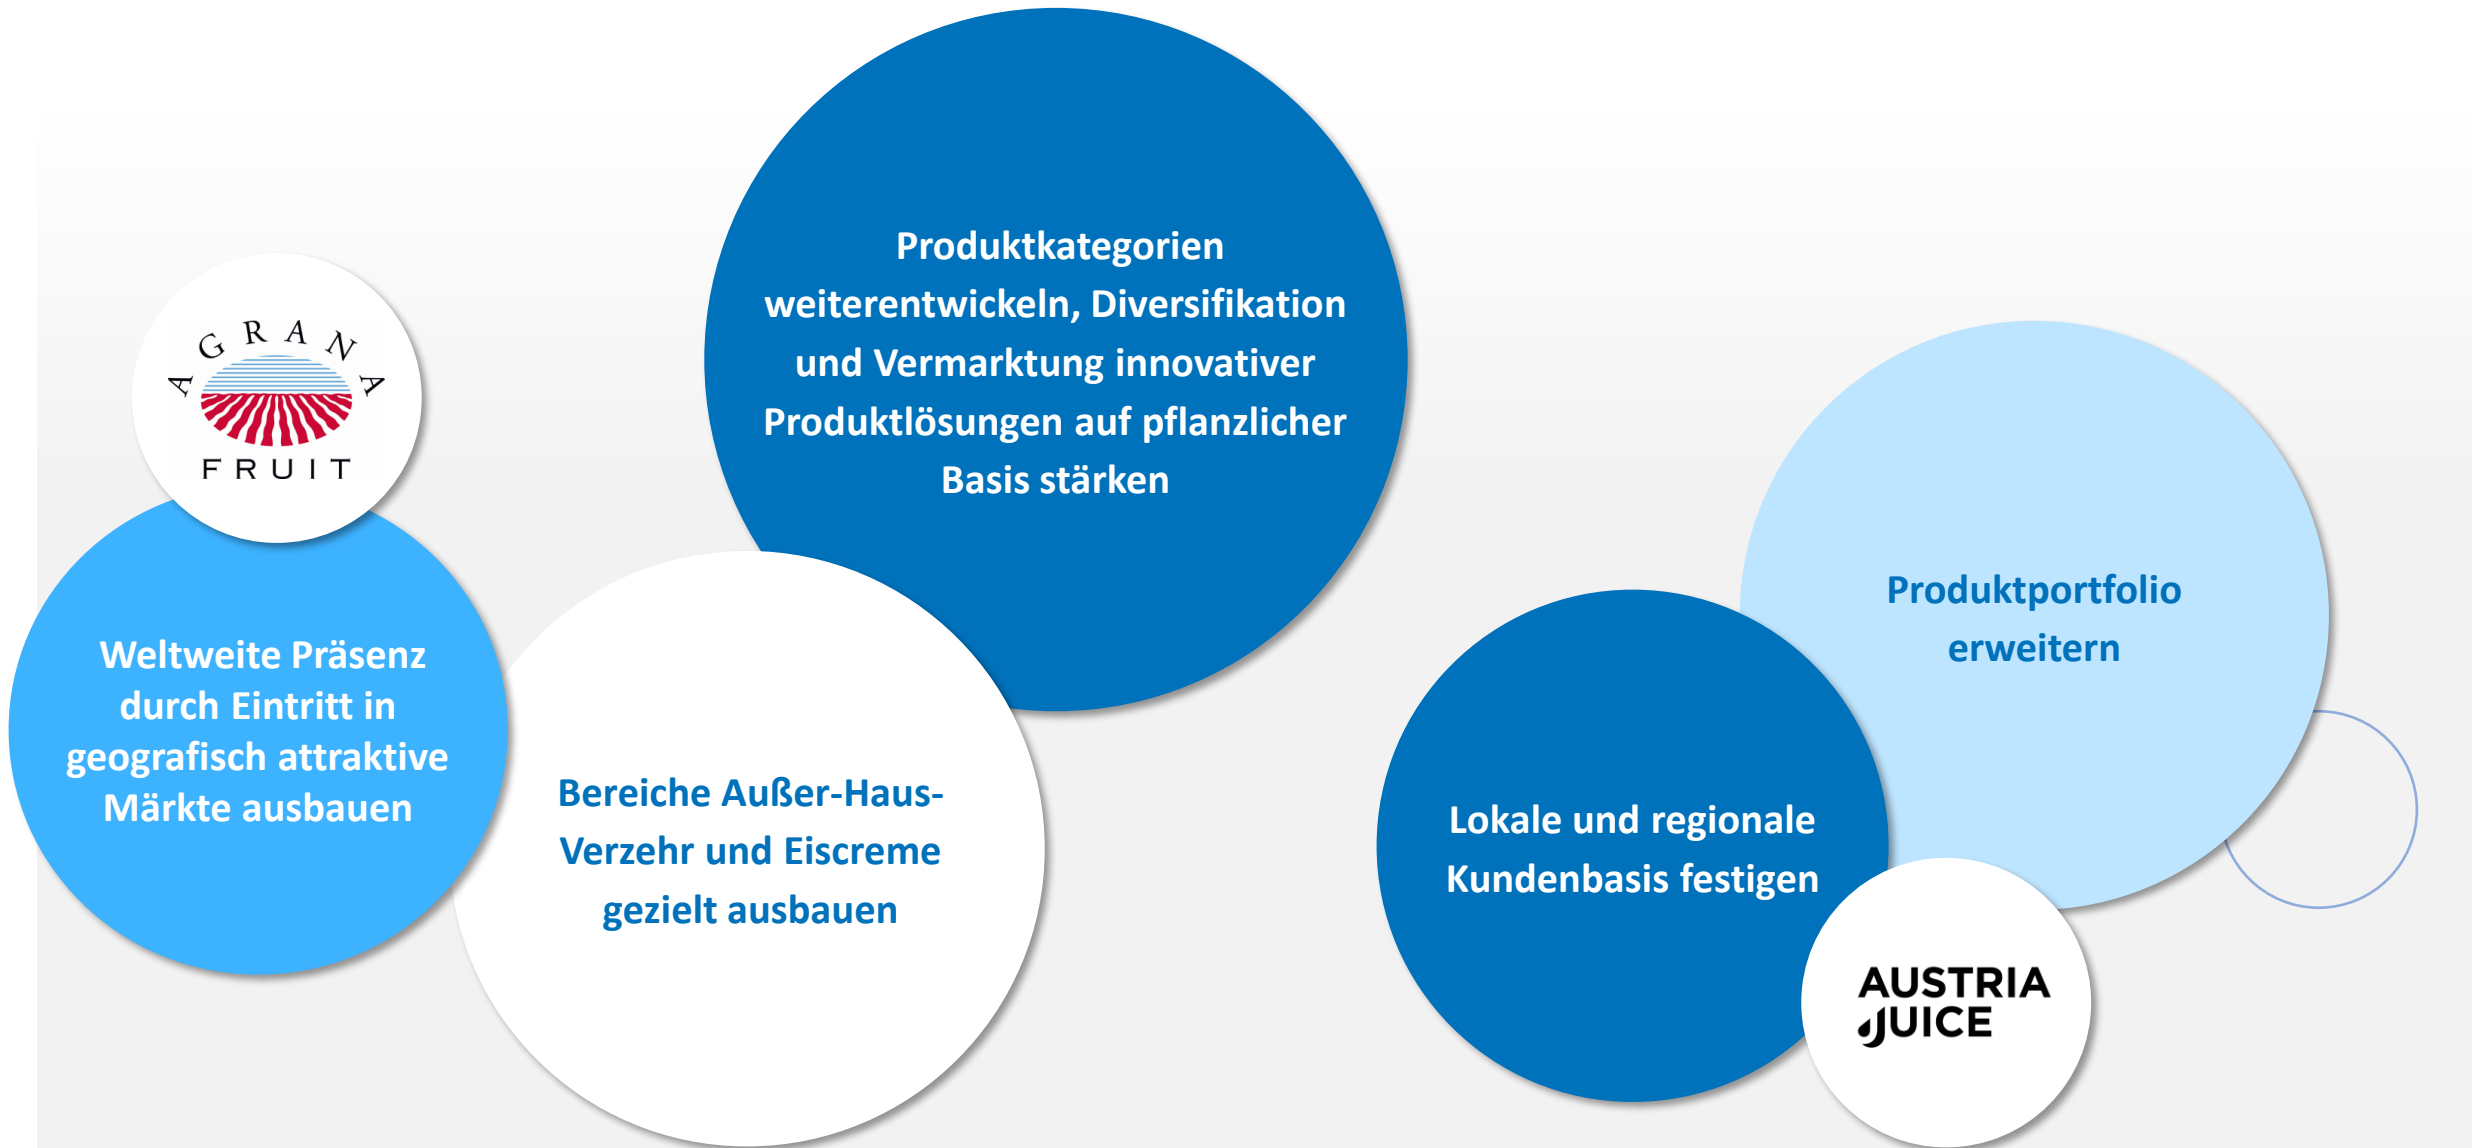 AGRANA
FRUIT
Weltweite Präsenz
durch Eintritt in
geografisch attraktive
Märkte ausbauen
Produktkategorien
weiterentwickeln, Diversifikation
und Vermarktung innovativer
Produktlösungen auf pflanzlicher
Basis stärken
Bereiche Außer-Haus-
Verzehr und Eiscreme
gezielt ausbauen
Lokale und regionale
Kundenbasis festigen
Produktportfolio
erweitern
AUSTRIA
JUICE